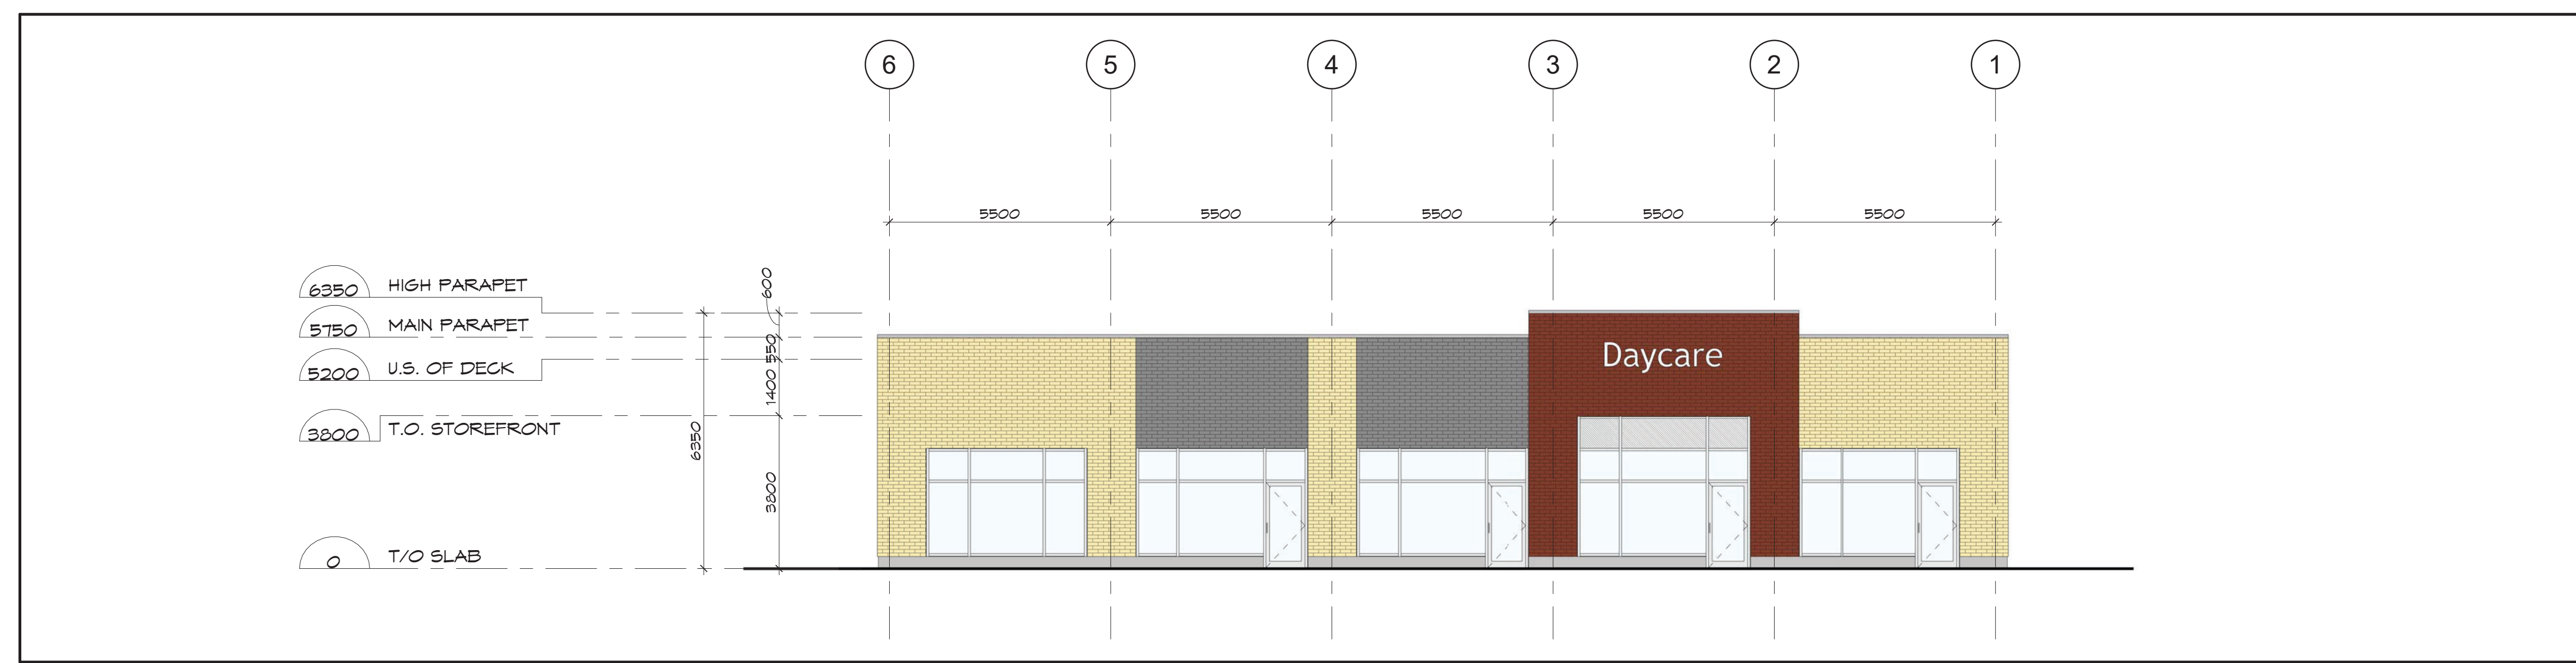 6 5 4 3 2 1
5500 5500 5500 5500 5500
6350 HIGH PARAPET
5750 MAIN PARAPET
5200 U.S. OF DECK
3800 T.O. STOREFRONT
0 T/O SLAB
6350
600
550
1400
3800
Daycare